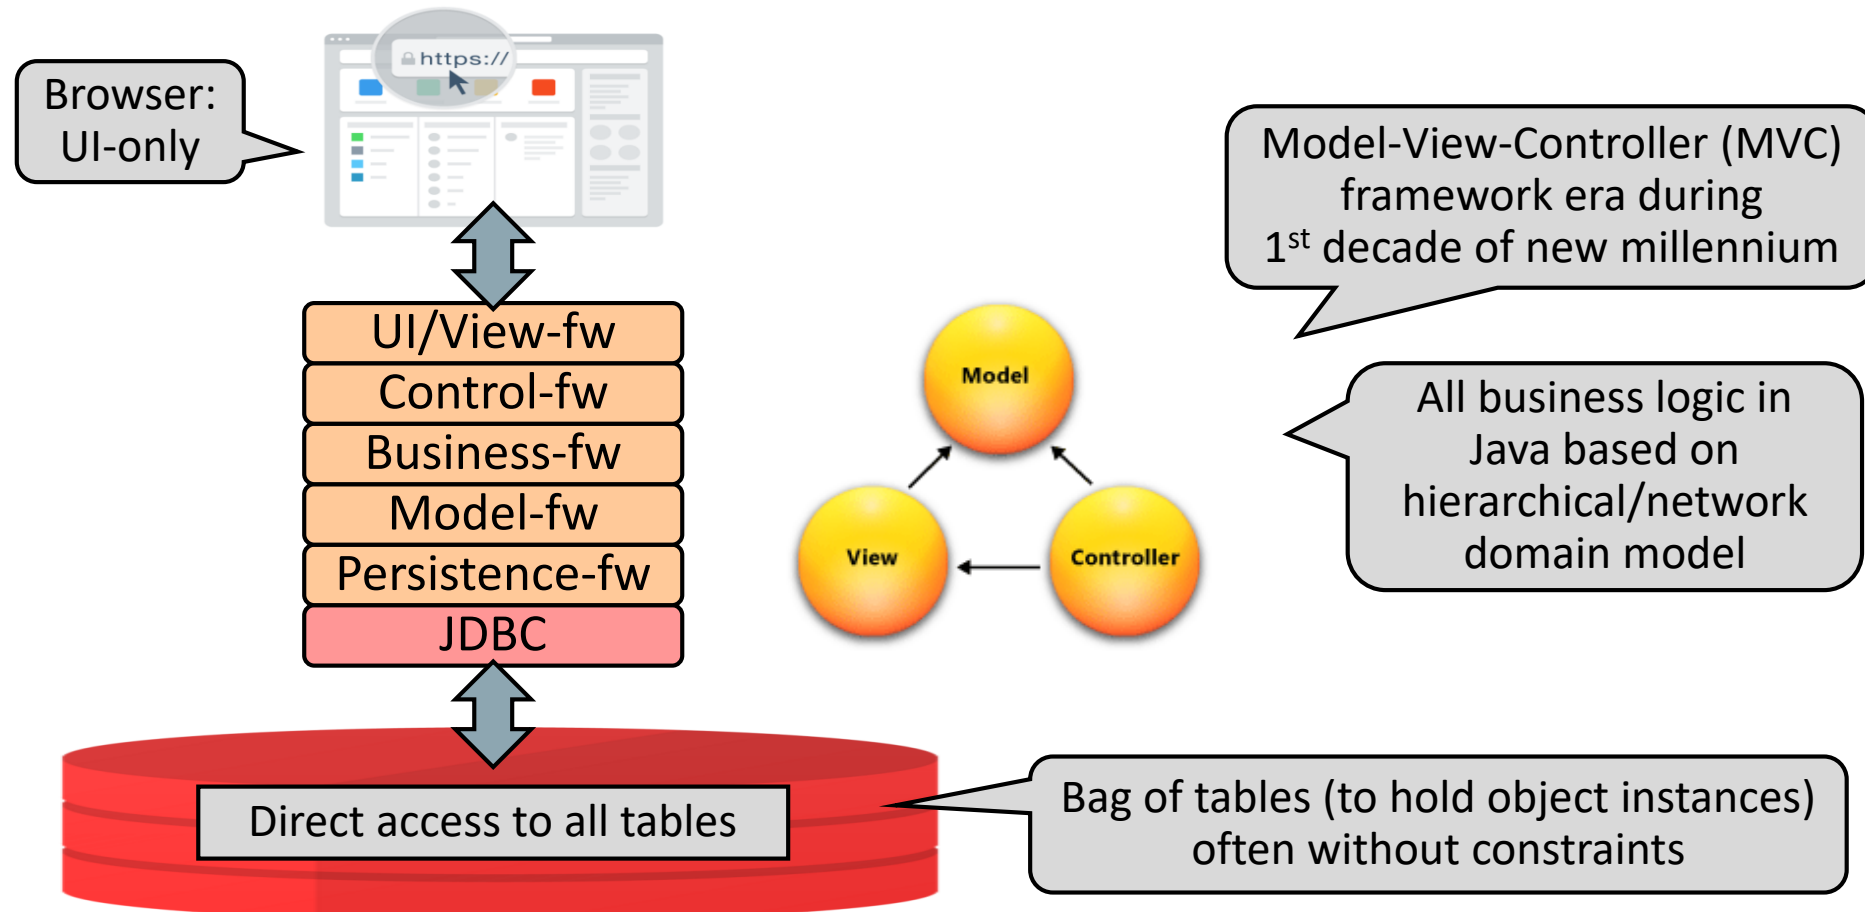 https://
Browser:
UI-only
Model-View-Controller (MVC)
framework era during
1st decade of new millennium
UI/View-fw
Control-fw
Business-fw
Model-fw
Persistence-fw
JDBC
Model
View
Controller
All business logic in
Java based on
hierarchical/network
domain model
Direct access to all tables
Bag of tables (to hold object instances)
often without constraints